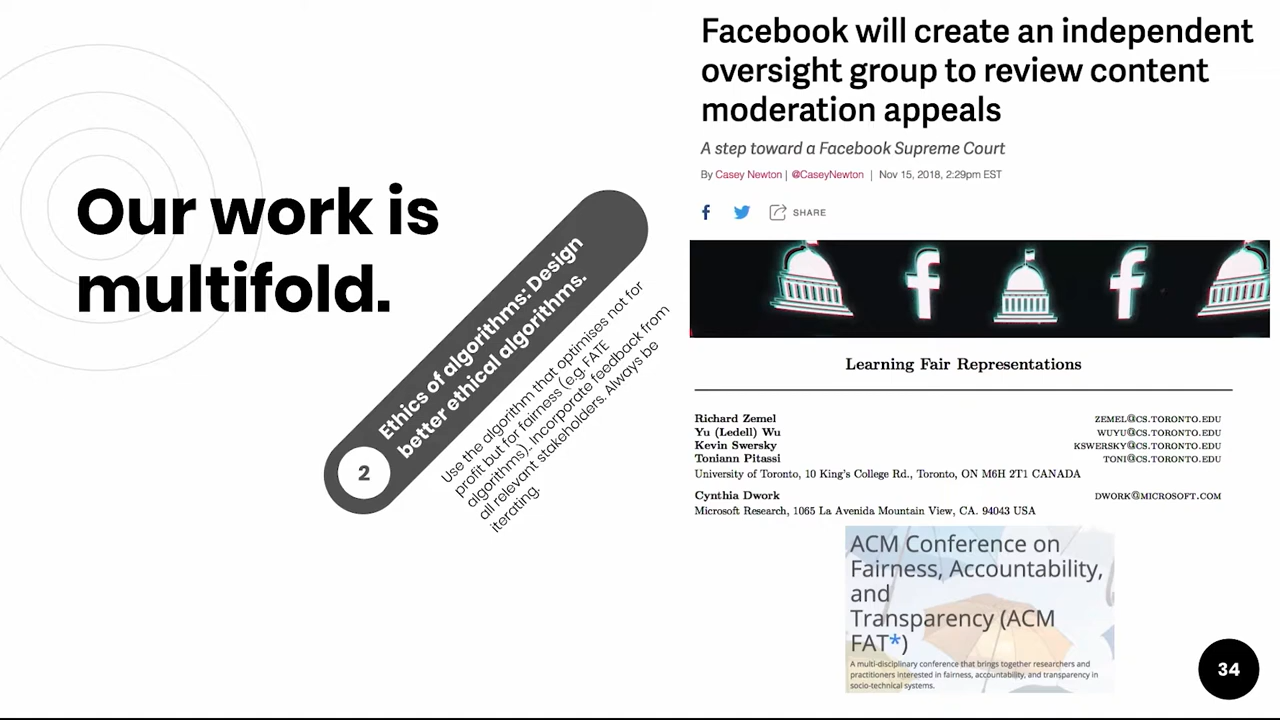 Our work is
multifold.
2
Ethics of algorithms: Design
better ethical algorithms.
Use the algorithm that optimises not for
profit but for fairness (e.g. FATE
algorithms). Incorporate feedback from
all relevant stakeholders. Always be
iterating.
Facebook will create an independent
oversight group to review content
moderation appeals
A step toward a Facebook Supreme Court
By Casey Newton | @CaseyNewton | Nov 15, 2018, 2:29pm EST
SHARE
Learning Fair Representations
Richard Zemel ZEMEL@CS.TORONTO.EDU
Yu (Ledell) Wu WUYU@CS.TORONTO.EDU
Kevin Swersky KSWERSKY@CS.TORONTO.EDU
Toniann Pitassi TONI@CS.TORONTO.EDU
University of Toronto, 10 King's College Rd., Toronto, ON M6H 2T1 CANADA
Cynthia Dwork DWORK@MICROSOFT.COM
Microsoft Research, 1065 La Avenida Mountain View, CA. 94043 USA
ACM Conference on
Fairness, Accountability,
and
Transparency (ACM
FAT*)
A multi-disciplinary conference that brings together researchers and
practitioners interested in fairness, accountability, and transparency in
socio-technical systems.
34